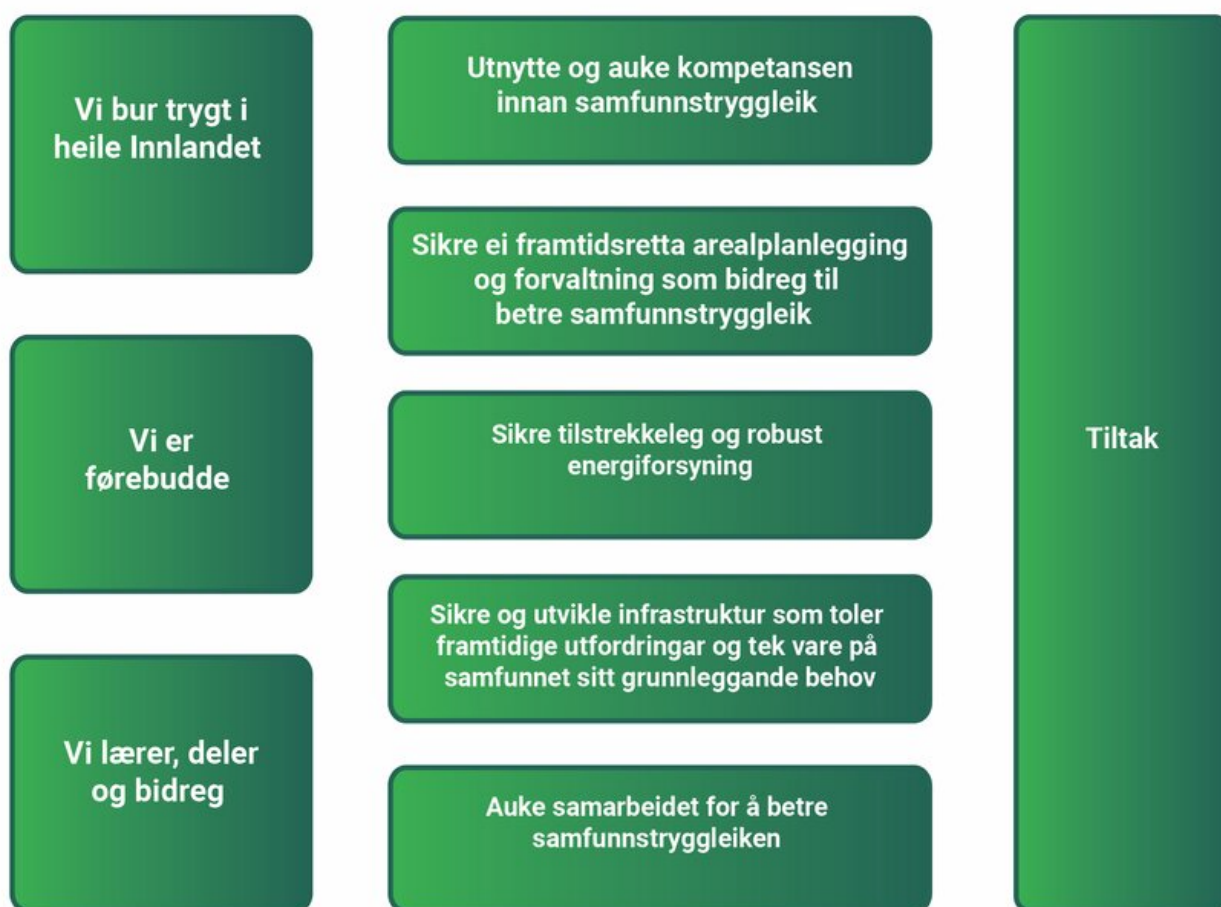 Vi bur trygt i
heile Innlandet
Vi er
førebudde
Vi lærer, deler
og bidreg
Utnytte og auke kompetansen
innan samfunnstryggleik
Sikre ei framtidsretta arealplanlegging
og forvaltning som bidreg til
betre samfunnstryggleik
Sikre tilstrekkeleg og robust
energiforsyning
Sikre og utvikle infrastruktur som toler
framtidige utfordringar og tek vare på
samfunnet sitt grunnleggande behov
Auke samarbeidet for å betre
samfunnstryggleiken
Tiltak